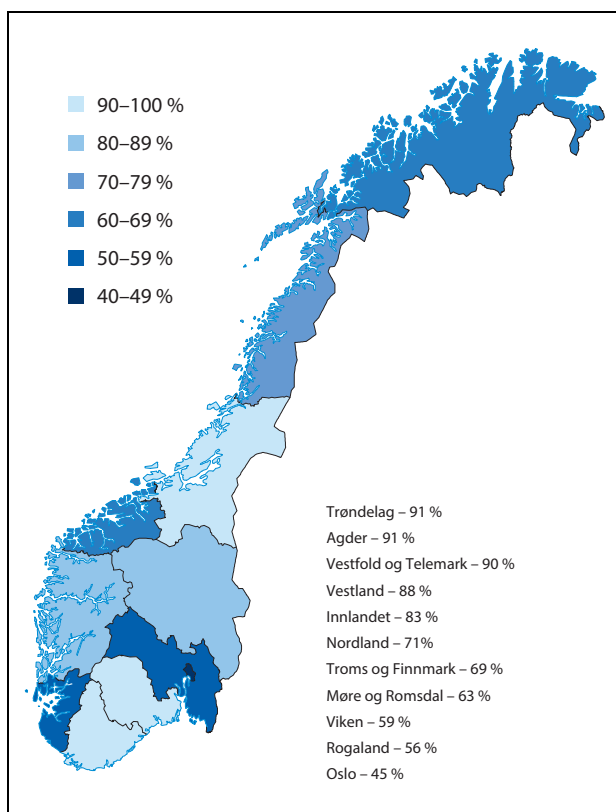 90–100 %
80–89 %
70–79 %
60–69 %
50–59 %
40–49 %
Trøndelag – 91 %
Agder – 91 %
Vestfold og Telemark – 90 %
Vestland – 88 %
Innlandet – 83 %
Nordland – 71%
Troms og Finnmark – 69 %
Møre og Romsdal – 63 %
Viken – 59 %
Rogaland – 56 %
Oslo – 45 %